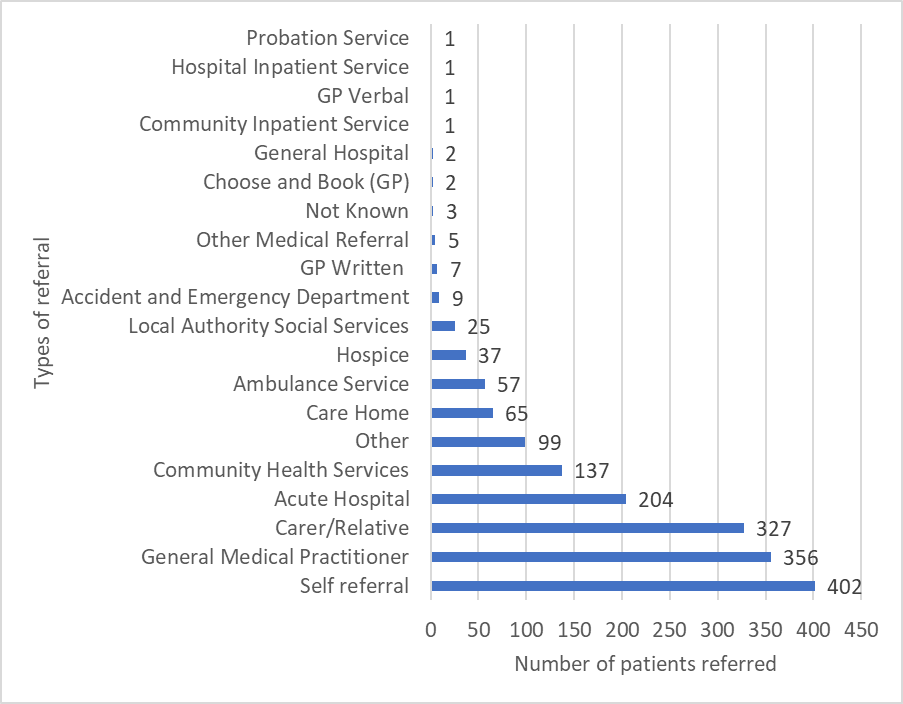 Types of referral
Probation Service 1
Hospital Inpatient Service 1
GP Verbal 1
Community Inpatient Service 1
General Hospital 2
Choose and Book (GP) 2
Not Known 3
Other Medical Referral 5
GP Written 7
Accident and Emergency Department 9
Local Authority Social Services 25
Hospice 37
Ambulance Service 57
Care Home 65
Other 99
Community Health Services 137
Acute Hospital 204
Carer/Relative 327
General Medical Practitioner 356
Self referral 402
0 50 100 150 200 250 300 350 400 450
Number of patients referred